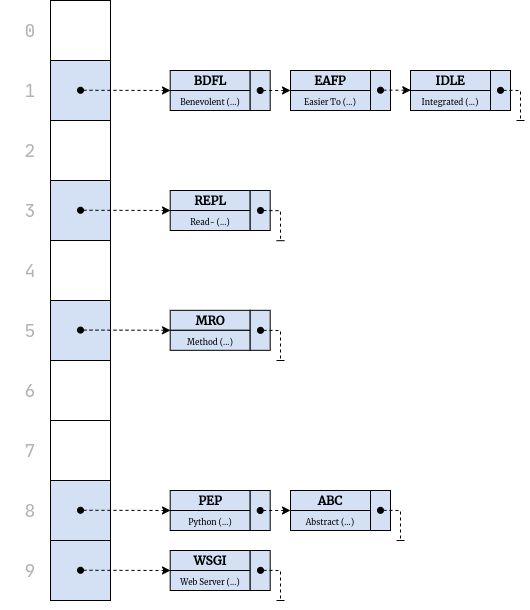 0
1
BDFL
Benevolent (...)
EAFP
Easier To (...)
IDLE
Integrated (...)
2
3
REPL
Read- (...)
4
5
MRO
Method (...)
6
7
8
PEP
Python (...)
ABC
Abstract (...)
9
WSGI
Web Server (...)